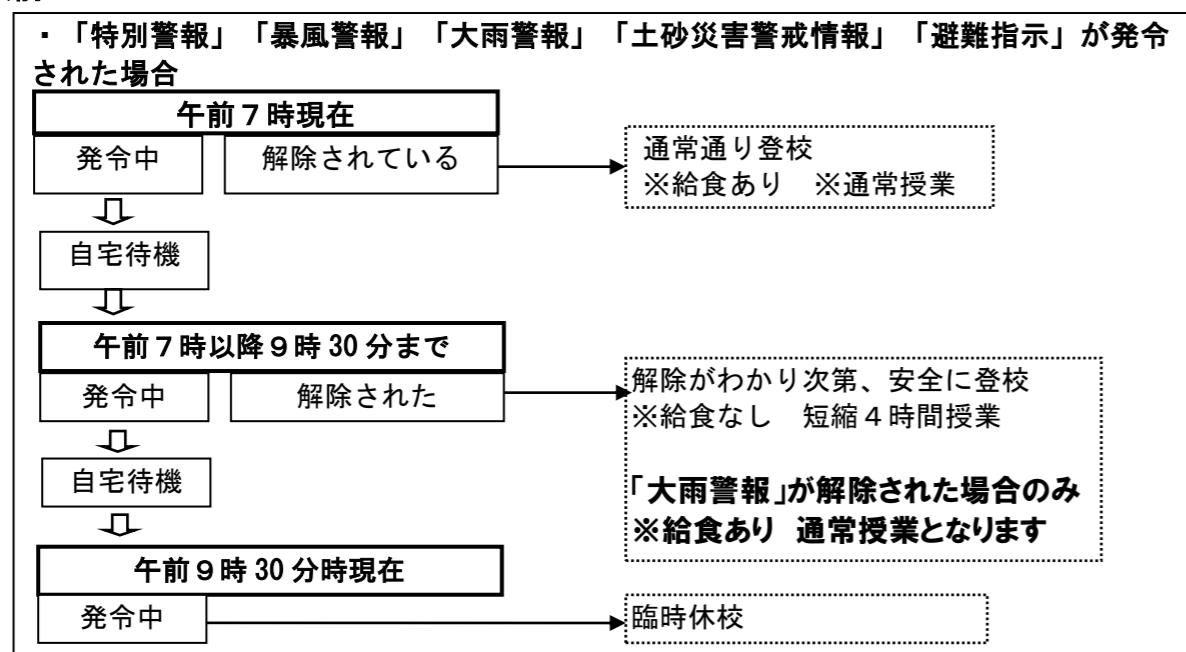 ・「特別警報」「暴風警報」「大雨警報」「土砂災害警戒情報」「避難指示」が発令
された場合
午前７時現在
発令中
解除されている
通常通り登校
※給食あり　※通常授業
自宅待機
午前７時以降９時30分まで
発令中
解除された
解除がわかり次第、安全に登校
※給食なし　短縮４時間授業
「大雨警報」が解除された場合のみ
※給食あり 通常授業となります
自宅待機
午前９時30分時現在
発令中
臨時休校